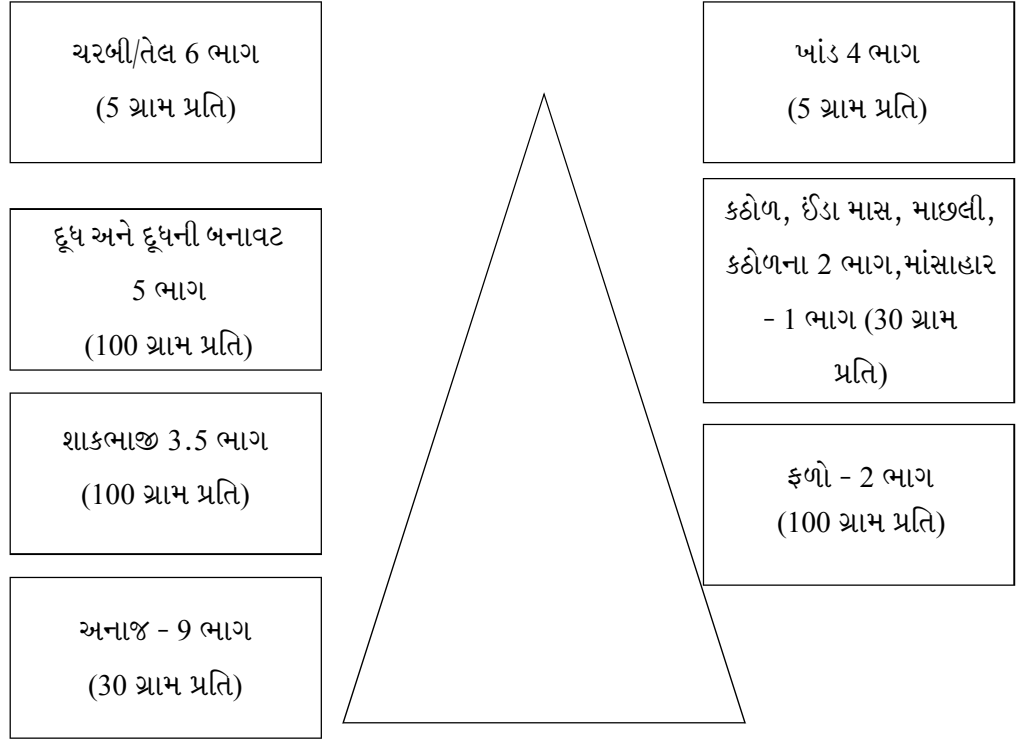 ચરબી/તેલ 6 ભાગ
(5 ગ્રામ પ્રતિ)
ખાંડ 4 ભાગ
(5 ગ્રામ પ્રતિ)
દૂધ અને દૂધની બનાવટ
5 ભાગ
(100 ગ્રામ પ્રતિ)
કઠોળ, ઈંડા માસ, માછલી,
કઠોળના 2 ભાગ,માંસાહાર
- 1 ભાગ (30 ગ્રામ
પ્રતિ)
શાકભાજી 3.5 ભાગ
(100 ગ્રામ પ્રતિ)
ફળો - 2 ભાગ
(100 ગ્રામ પ્રતિ)
અનાજ - 9 ભાગ
(30 ગ્રામ પ્રતિ)